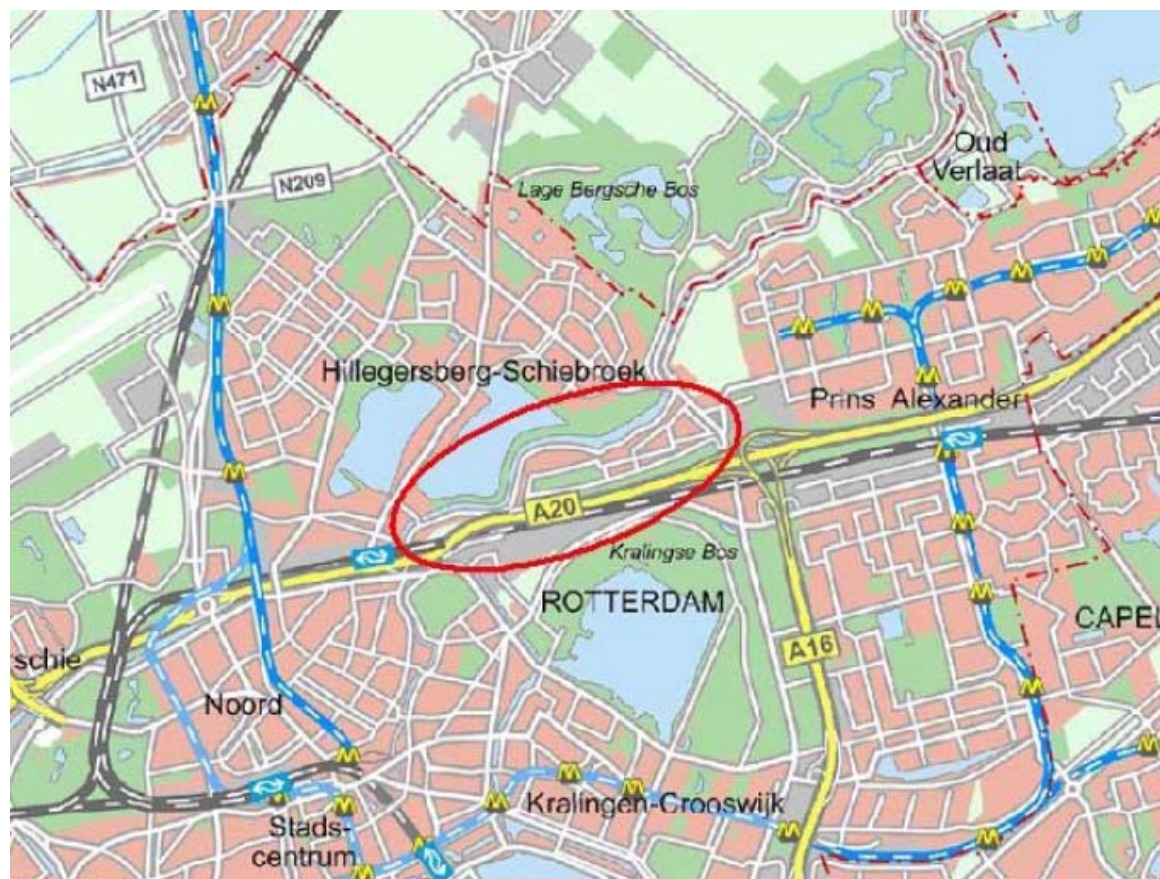 N471
Oud
Verlaat
N209
Lage Bergsche Bos
Hillegersberg-Schiebroek
Prins Alexander
A20
Kralingse Bos
ROTTERDAM
CAPEL
A16
schie
Noord
Kralingen-Crooswijk
Stads-
centrum